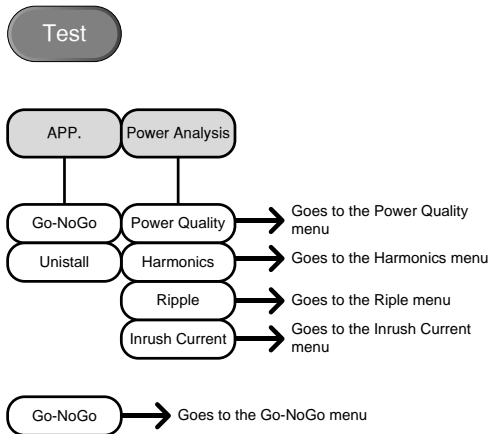 Test
APP.
Power Analysis
Go-NoGo
Power Quality
Goes to the Power Quality
menu
Unistall
Harmonics
Goes to the Harmonics menu
Ripple
Goes to the Riple menu
Inrush Current
Goes to the Inrush Current
menu
Go-NoGo
Goes to the Go-NoGo menu